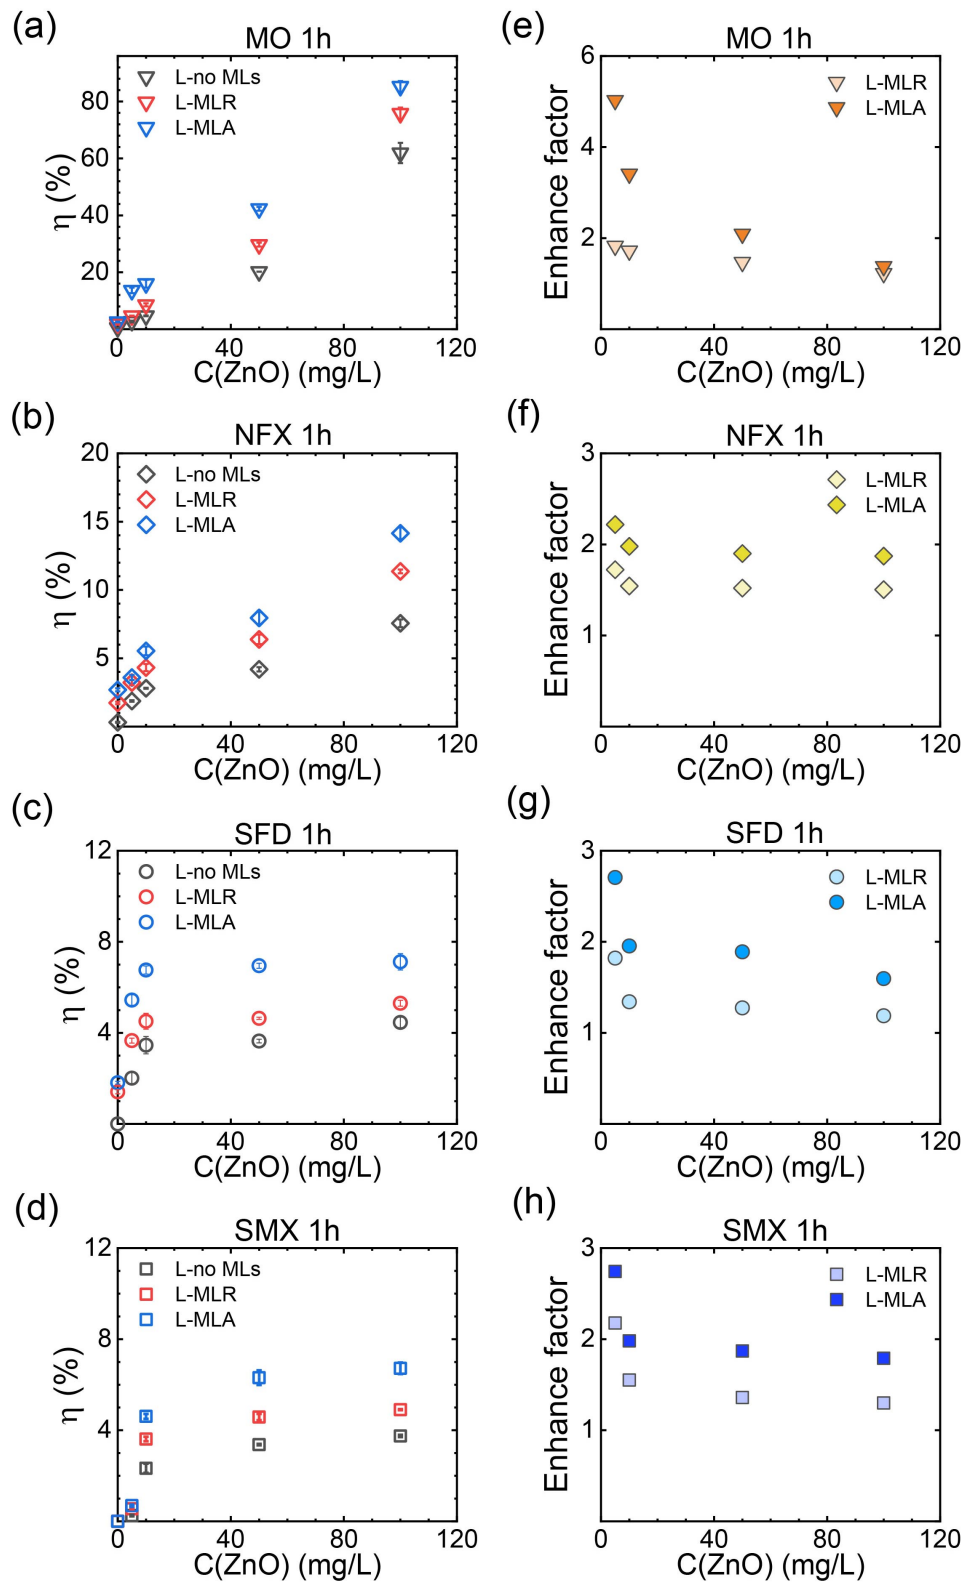 (a)
MO 1h
L-no MLs
L-MLR
L-MLA
η (%)
80
60
40
20
0 40 80 120
C(ZnO) (mg/L)
(e)
MO 1h
L-MLR
L-MLA
Enhance factor
6
4
2
0 40 80 120
C(ZnO) (mg/L)
(b)
NFX 1h
L-no MLs
L-MLR
L-MLA
η (%)
20
15
10
5
0 40 80 120
C(ZnO) (mg/L)
(f)
NFX 1h
L-MLR
L-MLA
Enhance factor
3
2
1
0 40 80 120
C(ZnO) (mg/L)
(c)
SFD 1h
L-no MLs
L-MLR
L-MLA
η (%)
12
8
4
0 40 80 120
C(ZnO) (mg/L)
(g)
SFD 1h
L-MLR
L-MLA
Enhance factor
3
2
1
0 40 80 120
C(ZnO) (mg/L)
(d)
SMX 1h
L-no MLs
L-MLR
L-MLA
η (%)
12
8
4
0 40 80 120
C(ZnO) (mg/L)
(h)
SMX 1h
L-MLR
L-MLA
Enhance factor
3
2
1
0 40 80 120
C(ZnO) (mg/L)